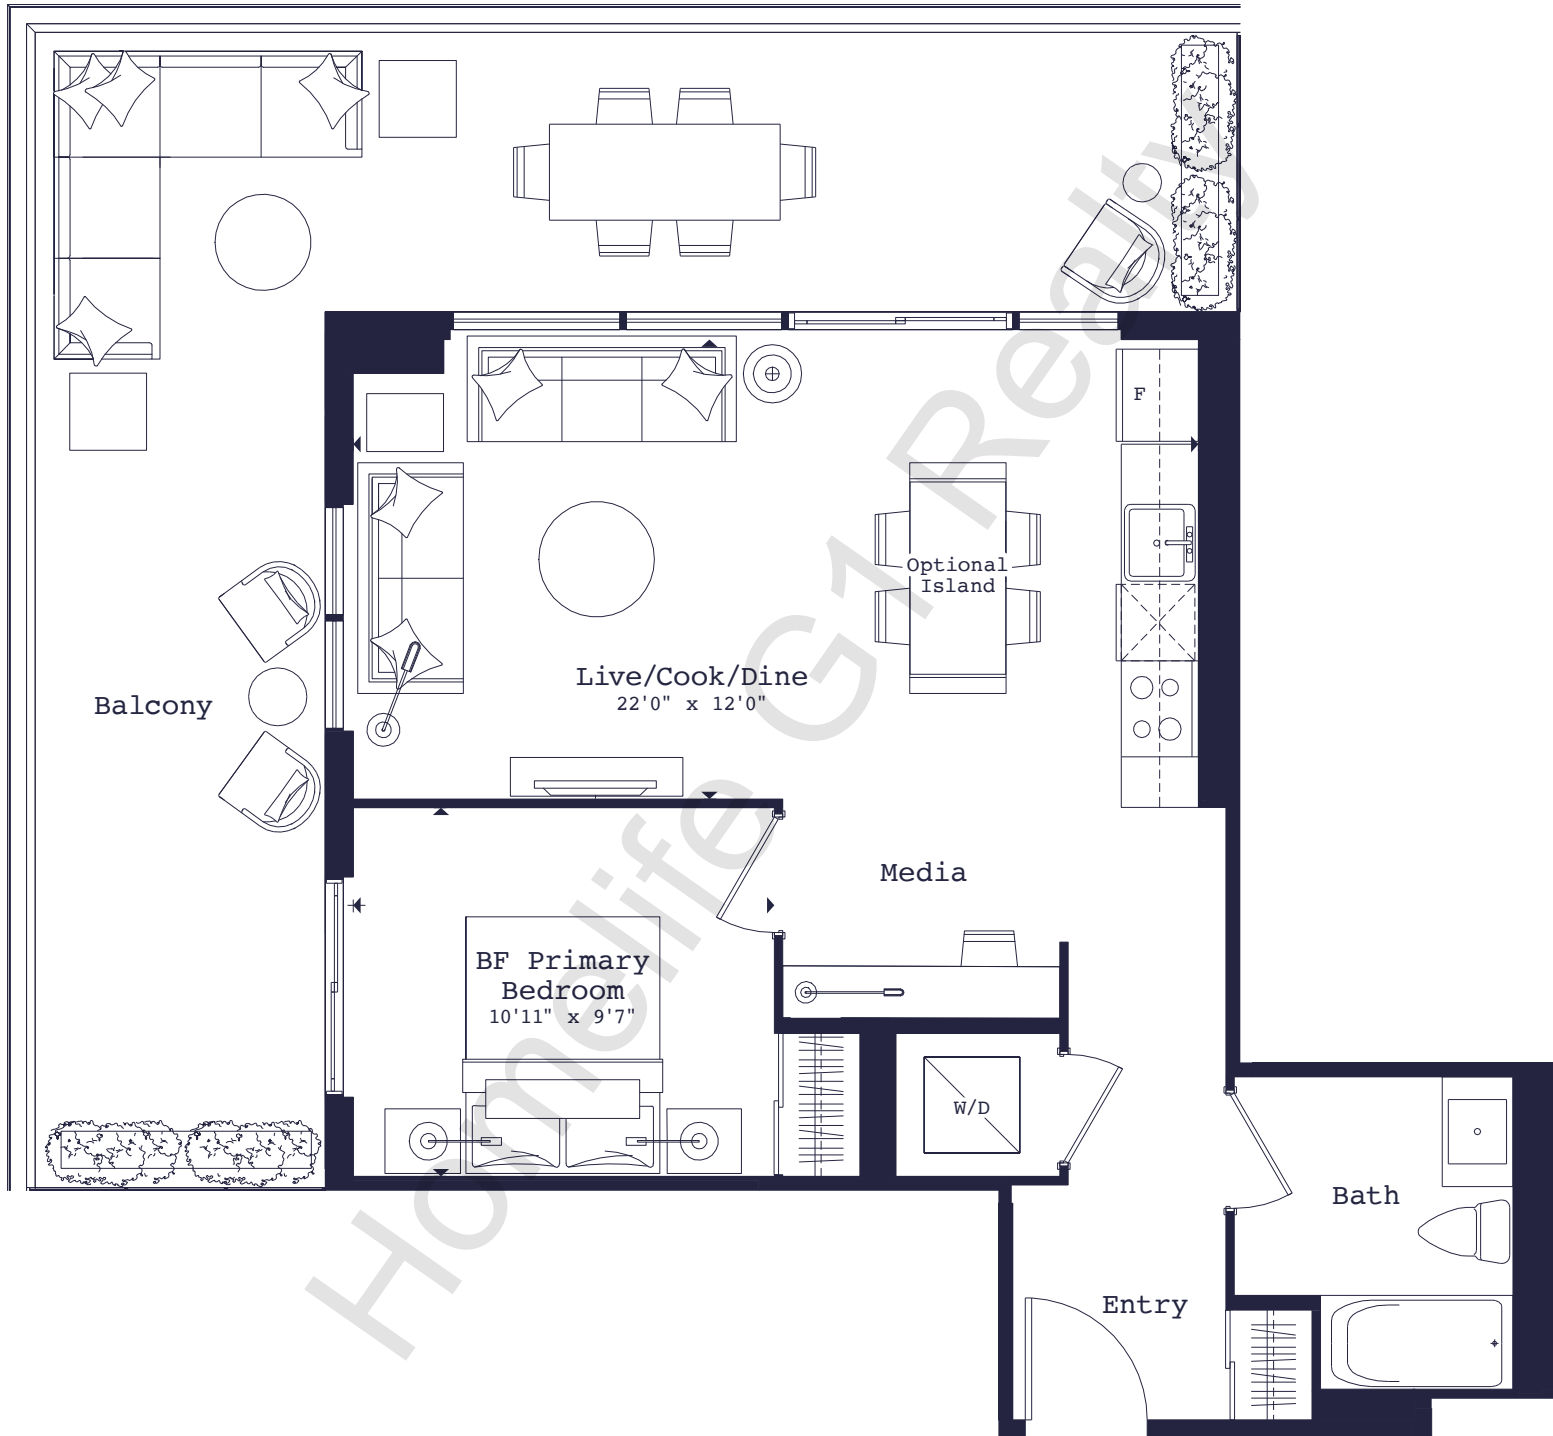 F
Optional
Island
Live/Cook/Dine
22'0" x 12'0"
Balcony
Media
BF Primary
Bedroom
10'11" x 9'7"
W/D
Bath
Entry
Homelife G1 Realty